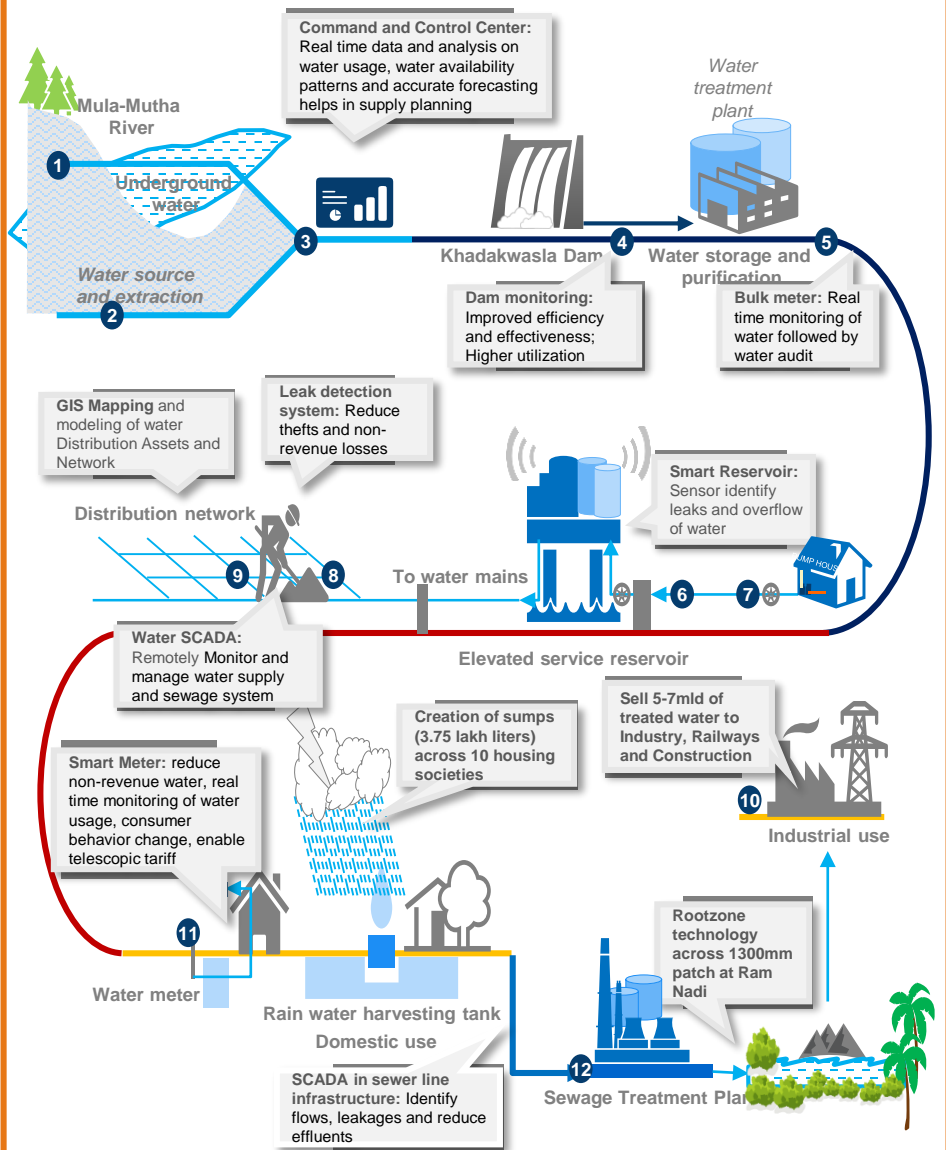 Command and Control Center:
Real time data and analysis on
water usage, water availability
patterns and accurate forecasting
helps in supply planning
Water
treatment
plant
Mula-Mutha
River
1
Underground
water
3
Khadakwasla Dam
4
Water storage and
purification
5
Water source
and extraction
2
Dam monitoring:
Improved efficiency
and effectiveness;
Higher utilization
Bulk meter: Real
time monitoring of
water followed by
water audit
GIS Mapping and
modeling of water
Distribution Assets and
Network
Leak detection
system: Reduce
thefts and non-
revenue losses
Smart Reservoir:
Sensor identify
leaks and overflow
of water
Distribution network
9
8
To water mains
6
7
UMP HOUS
Water SCADA:
Remotely Monitor and
manage water supply
and sewage system
Elevated service reservoir
Creation of sumps
(3.75 lakh liters)
across 10 housing
societies
Sell 5-7mld of
treated water to
Industry, Railways
and Construction
Smart Meter: reduce
non-revenue water, real
time monitoring of water
usage, consumer
behavior change, enable
telescopic tariff
10
Industrial use
11
Water meter
Rain water harvesting tank
Domestic use
Rootzone
technology
across 1300mm
patch at Ram
Nadi
SCADA in sewer line
infrastructure: Identify
flows, leakages and reduce
effluents
12
Sewage Treatment Plan